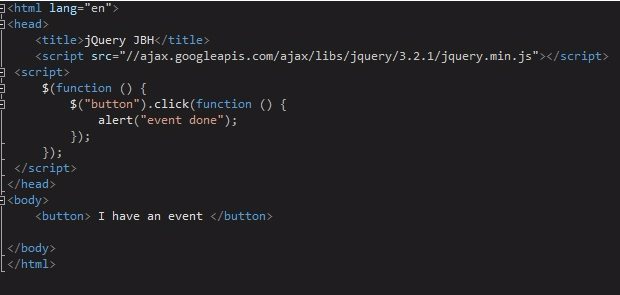 <html lang="en">
<head>
    <title>jQuery JBH</title>
    <script src="//ajax.googleapis.com/ajax/libs/jquery/3.2.1/jquery.min.js"></script>
 <script>
     $(function () {
         $("button").click(function () {
             alert("event done");
         });
     });
 </script>
</head>
<body>
    <button> I have an event </button>

</body>
</html>